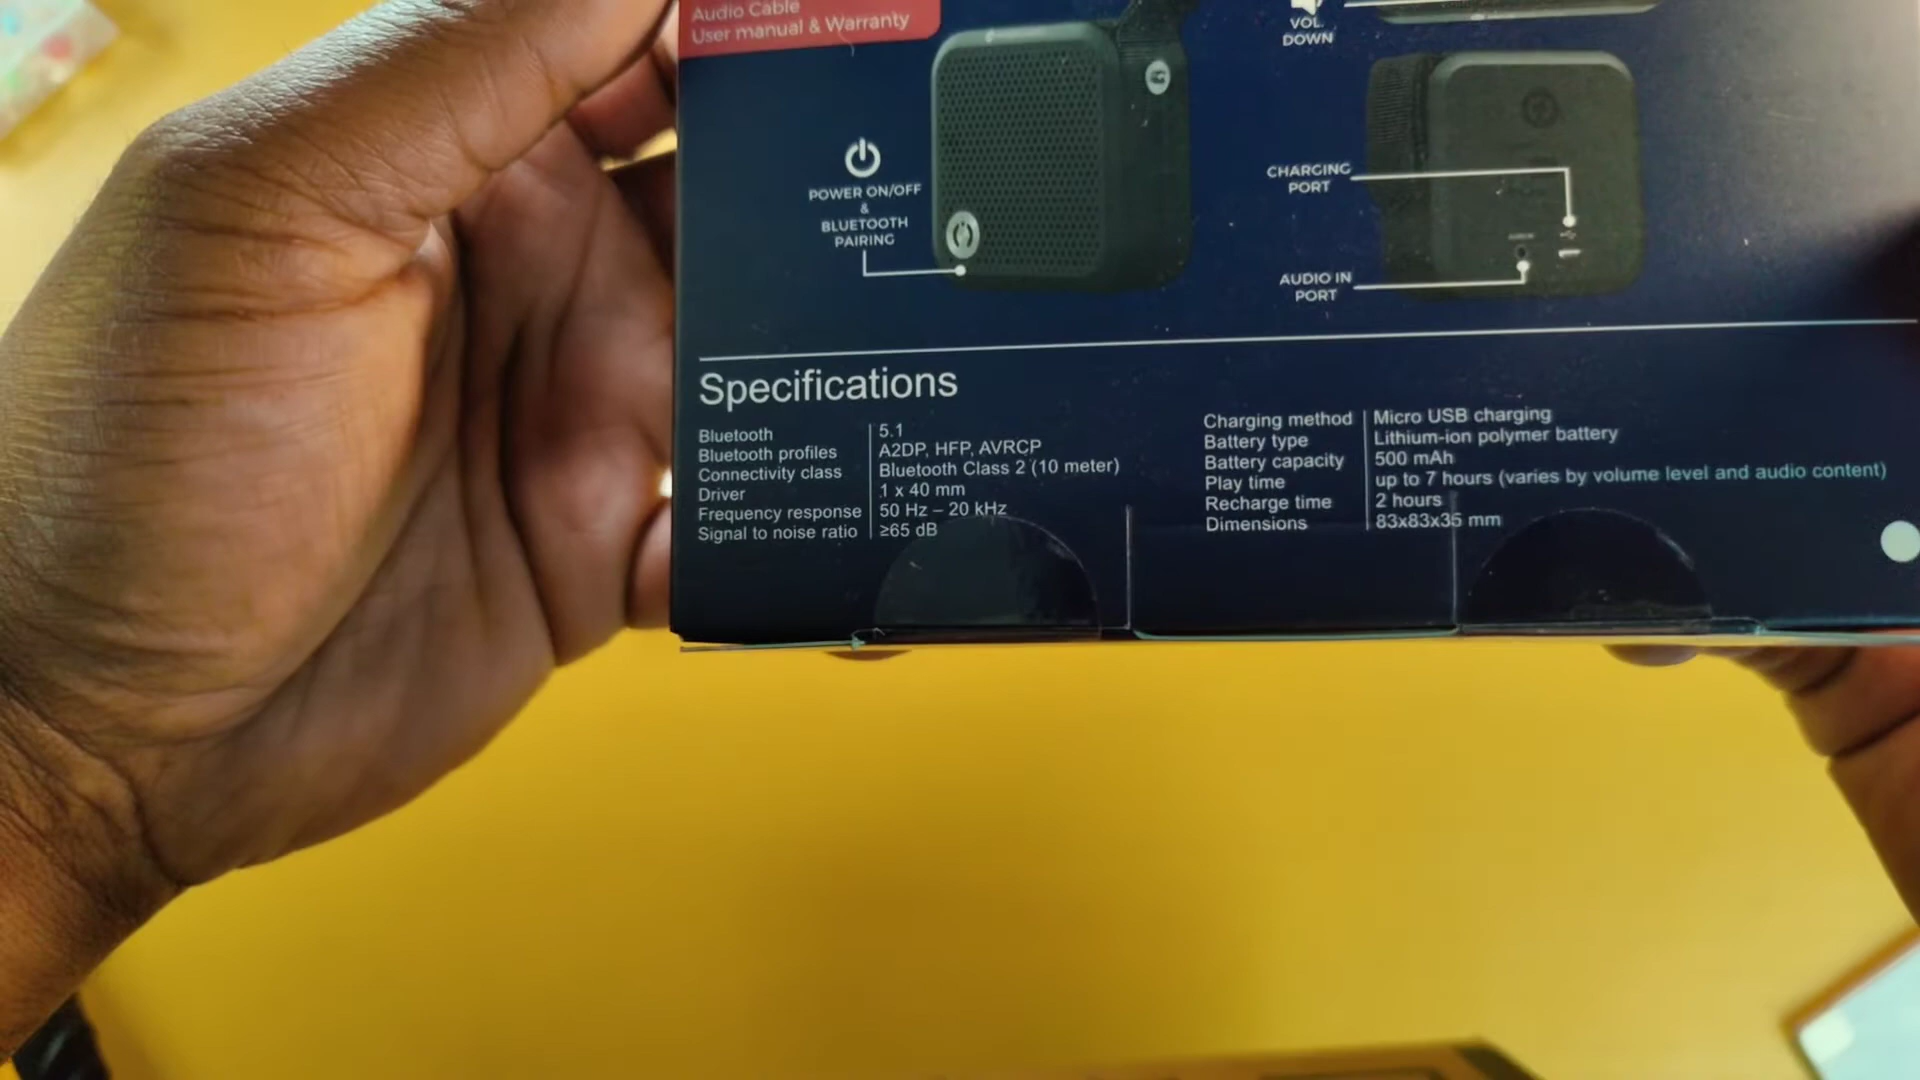 Audio Cable
User manual & Warranty
VOL.
DOWN
POWER ON/OFF
&
BLUETOOTH
PAIRING
CHARGING
PORT
AUDIO IN
PORT
Specifications
Bluetooth 5.1
Bluetooth profiles A2DP, HFP, AVRCP
Connectivity class Bluetooth Class 2 (10 meter)
Driver 1 x 40 mm
Frequency response 50 Hz – 20 kHz
Signal to noise ratio ≥65 dB
Charging method Micro USB charging
Battery type Lithium-ion polymer battery
Battery capacity 500 mAh
Play time up to 7 hours (varies by volume level and audio content)
Recharge time 2 hours
Dimensions 83x83x35 mm